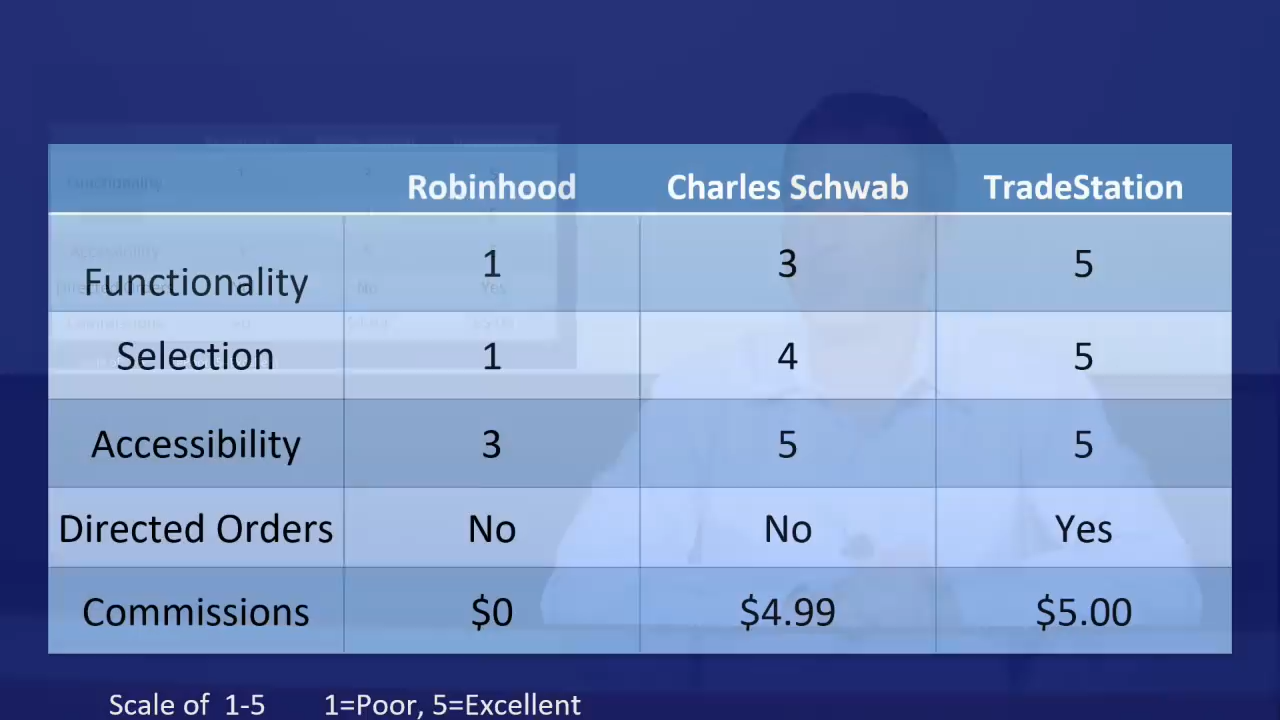 Robinhood Charles Schwab TradeStation
Functionality 1 3 5
Selection 1 4 5
Accessibility 3 5 5
Directed Orders No No Yes
Commissions $0 $4.99 $5.00
Scale of 1-5 1=Poor, 5=Excellent